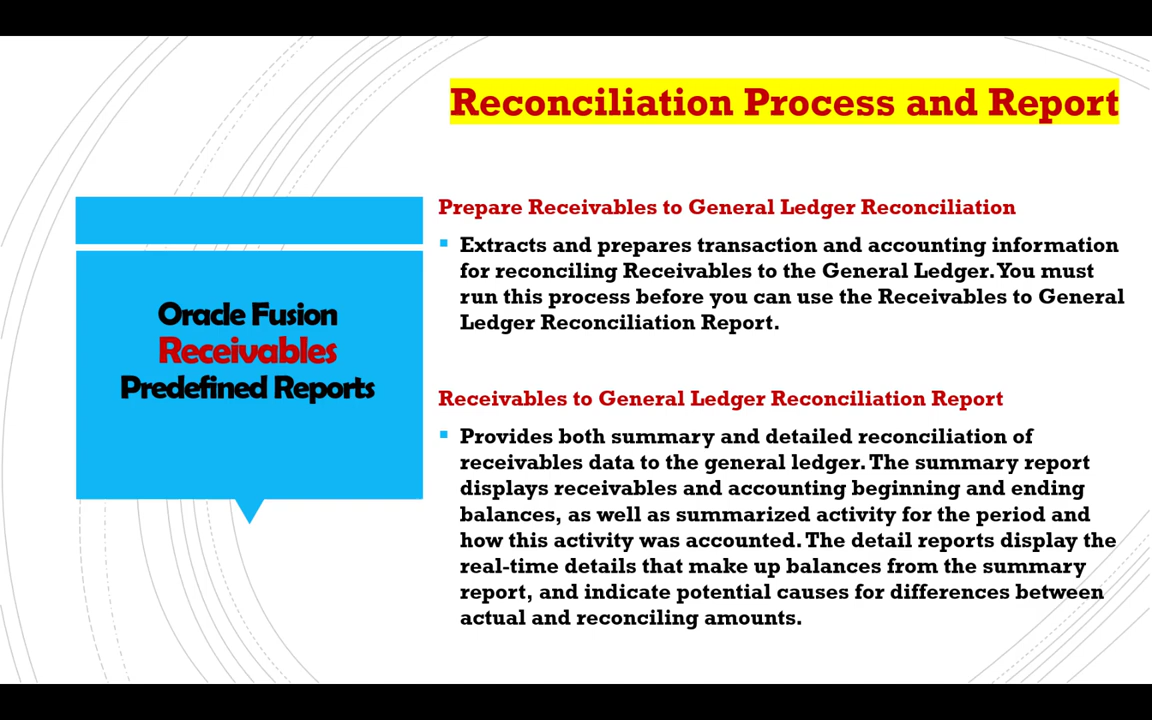 Reconciliation Process and Report
Oracle Fusion
Receivables
Predefined Reports
Prepare Receivables to General Ledger Reconciliation
Extracts and prepares transaction and accounting information
for reconciling Receivables to the General Ledger. You must
run this process before you can use the Receivables to General
Ledger Reconciliation Report.
Receivables to General Ledger Reconciliation Report
Provides both summary and detailed reconciliation of
receivables data to the general ledger. The summary report
displays receivables and accounting beginning and ending
balances, as well as summarized activity for the period and
how this activity was accounted. The detail reports display the
real-time details that make up balances from the summary
report, and indicate potential causes for differences between
actual and reconciling amounts.